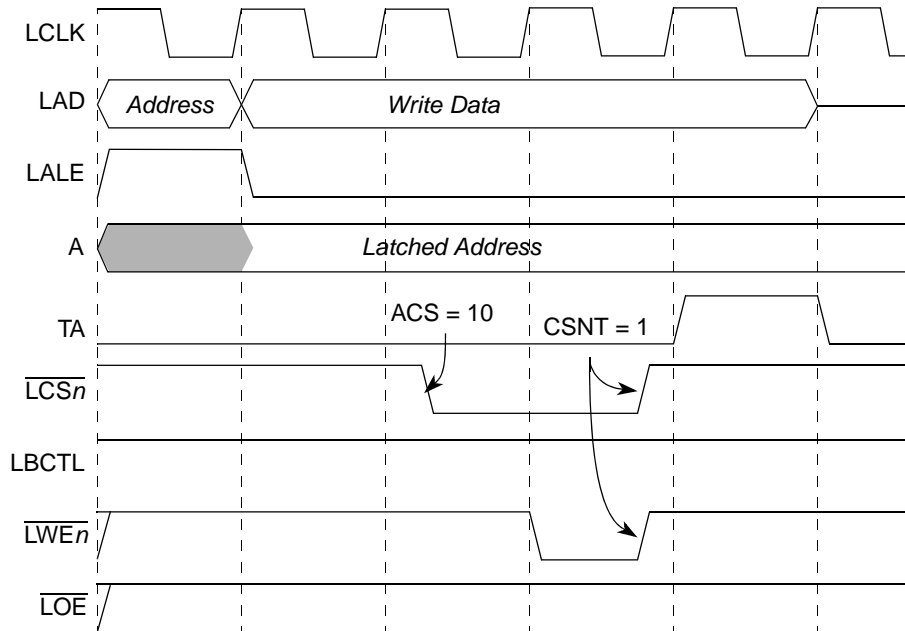 LCLK
LAD
Address
Write Data
LALE
A
Latched Address
TA
ACS = 10
CSNT = 1
LCSn
LBCTL
LWEn
LOE